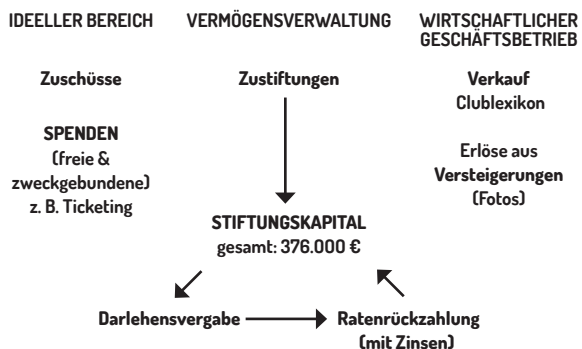 IDEELLER BEREICH
VERMÖGENSVERWALTUNG
WIRTSCHAFTLICHER
GESCHÄFTSBETRIEB
Zuschüsse
Zustiftungen
Verkauf
Clublexikon
SPENDEN
(freie &
zweckgebundene)
z. B. Ticketing
Erlöse aus
Versteigerungen
(Fotos)
STIFTUNGSKAPITAL
gesamt: 376.000 €
Darlehensvergabe
Ratenrückzahlung
(mit Zinsen)